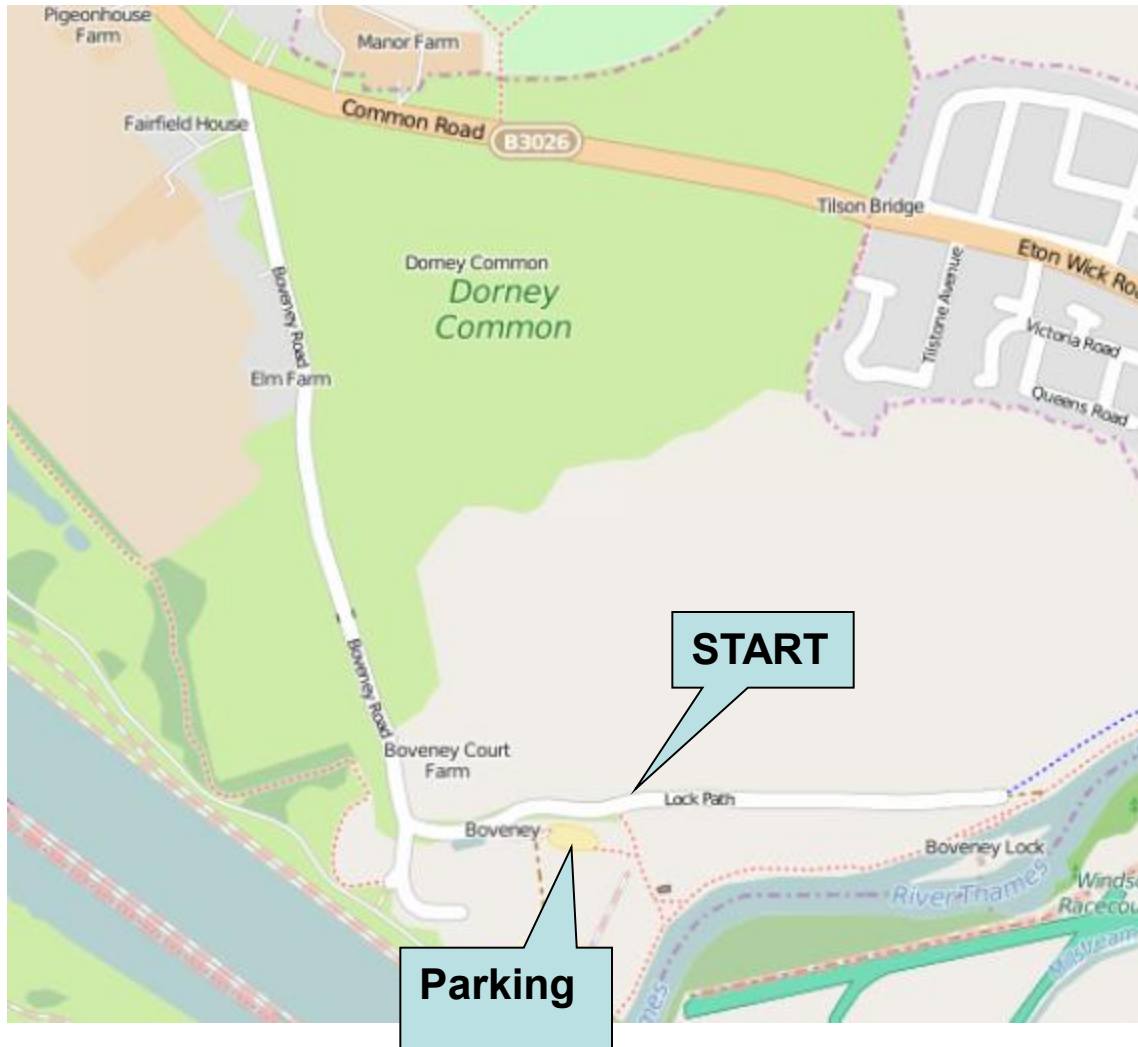 Pigeonhouse
Farm
Manor Farm
Common Road
B3026
Fairfield House
Tilson Bridge
Eton Wick Roa
Boveney Road
Dorney Common
Dorney
Common
Tilstone Avenue
Victoria Road
Elm Farm
Queens Road
START
Boveney Road
Boveney Court
Farm
Lock Path
Boveney
Boveney Lock
River Thames
Windso
Racecou
Parking